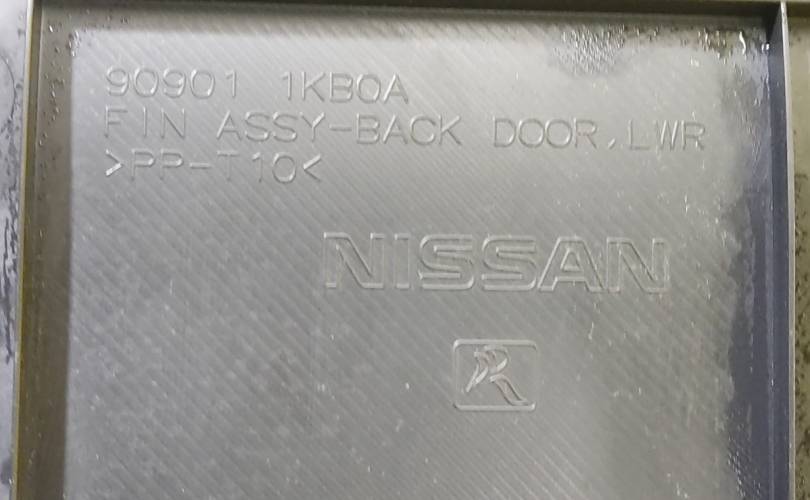 90901 1KB0A
FIN ASSY-BACK DOOR, LWR
>PP-T10<
NISSAN